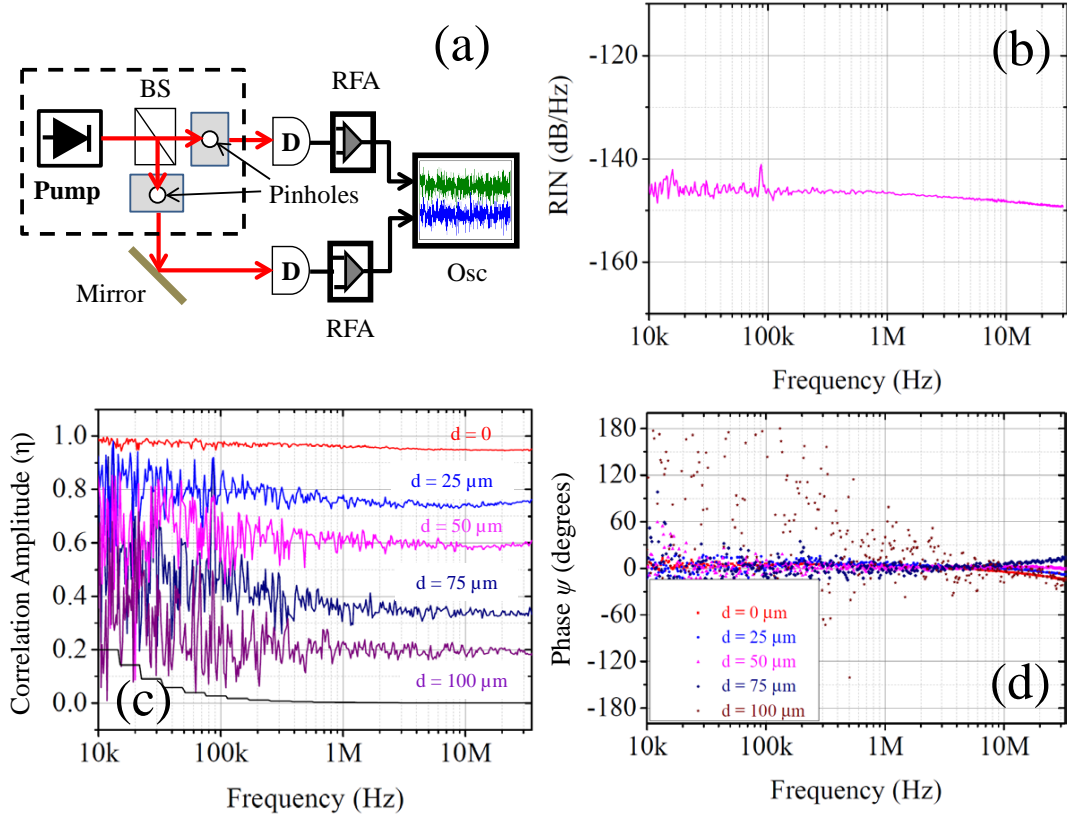 (a)
BS
RFA
D
Pump
Pinholes
D
Osc
Mirror
RFA
(b)
-120
-140
-160
RIN (dB/Hz)
10k 100k 1M 10M
Frequency (Hz)
1.0
0.8
0.6
0.4
0.2
0.0
Correlation Amplitude (η)
d = 0
d = 25 µm
d = 50 µm
d = 75 µm
d = 100 µm
(c)
10k 100k 1M
Frequency (Hz)
180
120
60
0
-60
-120
-180
Phase ψ (degrees)
d = 0 µm
d = 25 µm
d = 50 µm
d = 75 µm
d = 100 µm
(d)
10k 100k 1M 10M
Frequency (Hz)